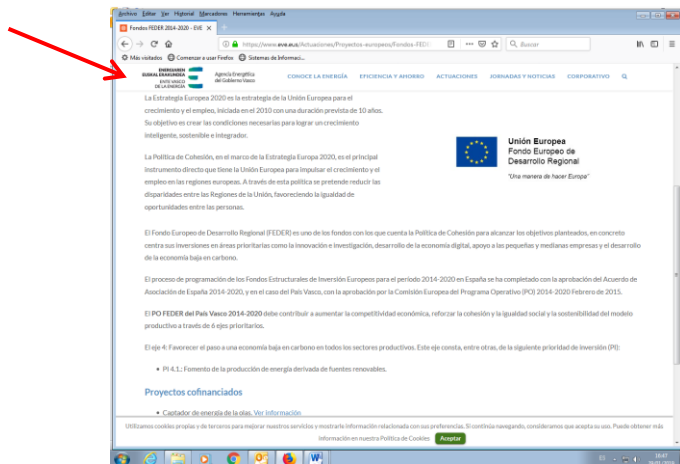 Archivo Editar Ver Historial Marcadores Herramientas Ayuda
Fondos FEDER 2014-2020 - EVE
https://www.eve.eus/Actuaciones/Proyectos-europeos/Fondos-FEDE
Buscar
Más visitados Comenzar a usar Firefox Sistemas de Informaci...
ENERGIAREN
EUSKAL ERAKUNDEA
ENTE VASCO
DE LA ENERGÍA
Agencia Energética
del Gobierno Vasco
CONOCE LA ENERGÍA EFICIENCIA Y AHORRO ACTUACIONES JORNADAS Y NOTICIAS CORPORATIVO
La Estrategia Europea 2020 es la estrategia de la Unión Europea para el
crecimiento y el empleo, iniciada en el 2010 con una duración prevista de 10 años.
Su objetivo es crear las condiciones necesarias para lograr un crecimiento
inteligente, sostenible e integrador.
La Política de Cohesión, en el marco de la Estrategia Europa 2020, es el principal
instrumento directo que tiene la Unión Europea para impulsar el crecimiento y el
empleo en las regiones europeas. A través de esta política se pretende reducir las
disparidades entre las Regiones de la Unión, favoreciendo la igualdad de
oportunidades entre las personas.
Unión Europea
Fondo Europeo de
Desarrollo Regional
"Una manera de hacer Europa"
El Fondo Europeo de Desarrollo Regional (FEDER) es uno de los fondos con los que cuenta la Política de Cohesión para alcanzar los objetivos planteados, en concreto
centra sus inversiones en áreas prioritarias como la innovación e investigación, desarrollo de la economía digital, apoyo a las pequeñas y medianas empresas y el desarrollo
de la economía baja en carbono.
El proceso de programación de los Fondos Estructurales de Inversión Europeos para el período 2014-2020 en España se ha completado con la aprobación del Acuerdo de
Asociación de España 2014-2020, y en el caso del País Vasco, con la aprobación por la Comisión Europea del Programa Operativo (PO) 2014-2020 Febrero de 2015.
El PO FEDER del País Vasco 2014-2020 debe contribuir a aumentar la competitividad económica, reforzar la cohesión y la igualdad social y la sostenibilidad del modelo
productivo a través de 6 ejes prioritarios.
El eje 4: Favorecer el paso a una economía baja en carbono en todos los sectores productivos. Este eje consta, entre otras, de la siguiente prioridad de inversión (PI):
• PI 4.1.: Fomento de la producción de energía derivada de fuentes renovables.
Proyectos cofinanciados
• Captador de energía de la olas. Ver información
Utilizamos cookies propias y de terceros para mejorar nuestros servicios y mostrarle información relacionada con sus preferencias. Si continúa navegando, consideramos que acepta su uso. Puede obtener más
información en nuestra Política de Cookies Aceptar
ES
18:47